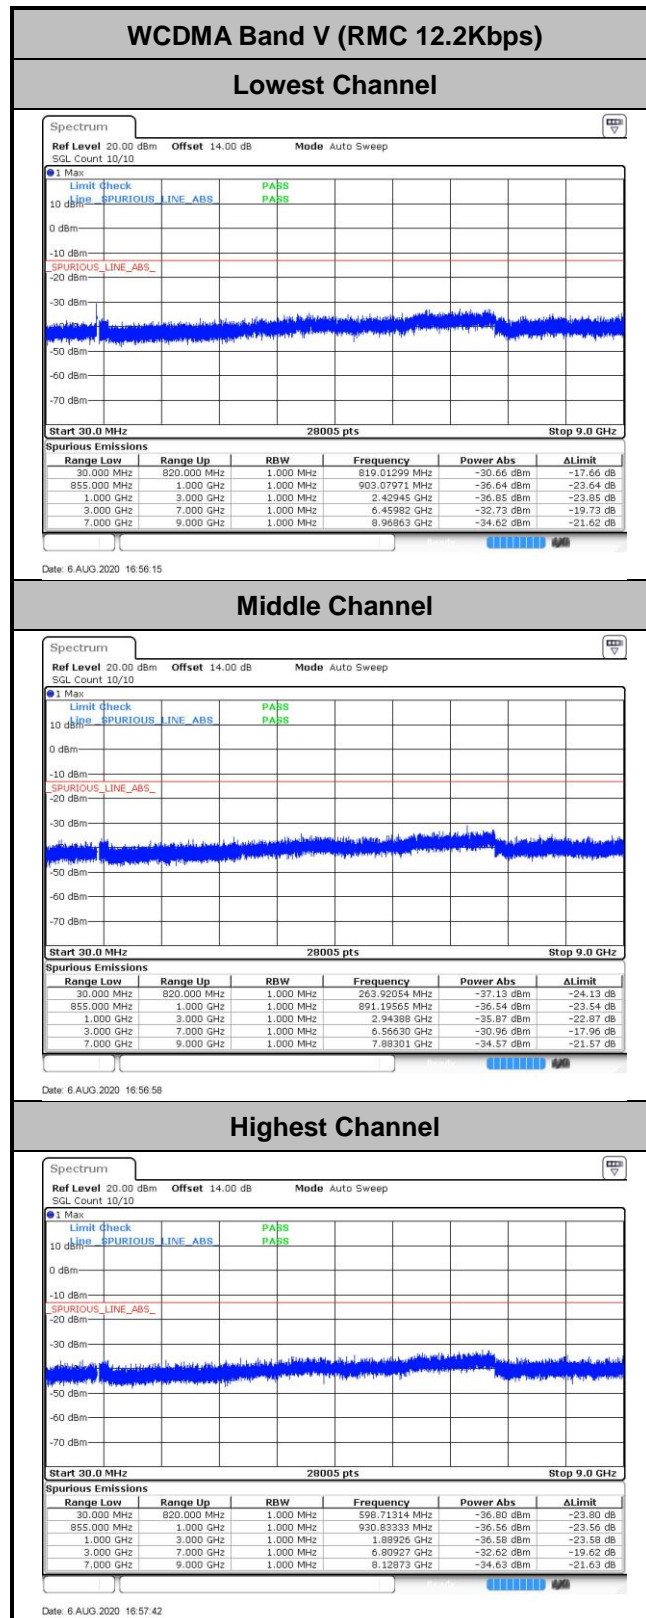 WCDMA Band V (RMC 12.2Kbps)
Lowest Channel
Spectrum
Ref Level 20.00 dBm Offset 14.00 dB Mode Auto Sweep
SGL Count 10/10
1 Max
Limit Check PASS
10 dBm Line _SPURIOUS_LINE_ABS_ PASS
0 dBm
-10 dBm
_SPURIOUS_LINE_ABS_
-20 dBm
-30 dBm
-50 dBm
-60 dBm
-70 dBm
Start 30.0 MHz 28005 pts Stop 9.0 GHz
Spurious Emissions
Range Low Range Up RBW Frequency Power Abs ΔLimit
30.000 MHz 820.000 MHz 1.000 MHz 819.01299 MHz -30.66 dBm -17.66 dB
855.000 MHz 1.000 GHz 1.000 MHz 903.07971 MHz -36.64 dBm -23.64 dB
1.000 GHz 3.000 GHz 1.000 MHz 2.42945 GHz -36.85 dBm -23.85 dB
3.000 GHz 7.000 GHz 1.000 MHz 6.45982 GHz -32.73 dBm -19.73 dB
7.000 GHz 9.000 GHz 1.000 MHz 8.96863 GHz -34.62 dBm -21.62 dB
Date: 6.AUG.2020 16:56:15
Middle Channel
Spectrum
Ref Level 20.00 dBm Offset 14.00 dB Mode Auto Sweep
SGL Count 10/10
1 Max
Limit Check PASS
10 dBm Line _SPURIOUS_LINE_ABS_ PASS
0 dBm
-10 dBm
_SPURIOUS_LINE_ABS_
-20 dBm
-30 dBm
-50 dBm
-60 dBm
-70 dBm
Start 30.0 MHz 28005 pts Stop 9.0 GHz
Spurious Emissions
Range Low Range Up RBW Frequency Power Abs ΔLimit
30.000 MHz 820.000 MHz 1.000 MHz 263.92054 MHz -37.13 dBm -24.13 dB
855.000 MHz 1.000 GHz 1.000 MHz 891.19565 MHz -36.54 dBm -23.54 dB
1.000 GHz 3.000 GHz 1.000 MHz 2.94388 GHz -35.87 dBm -22.87 dB
3.000 GHz 7.000 GHz 1.000 MHz 6.56630 GHz -30.96 dBm -17.96 dB
7.000 GHz 9.000 GHz 1.000 MHz 7.88301 GHz -34.57 dBm -21.57 dB
Date: 6.AUG.2020 16:56:58
Highest Channel
Spectrum
Ref Level 20.00 dBm Offset 14.00 dB Mode Auto Sweep
SGL Count 10/10
1 Max
Limit Check PASS
10 dBm Line _SPURIOUS_LINE_ABS_ PASS
0 dBm
-10 dBm
_SPURIOUS_LINE_ABS_
-20 dBm
-30 dBm
-50 dBm
-60 dBm
-70 dBm
Start 30.0 MHz 28005 pts Stop 9.0 GHz
Spurious Emissions
Range Low Range Up RBW Frequency Power Abs ΔLimit
30.000 MHz 820.000 MHz 1.000 MHz 598.71314 MHz -36.80 dBm -23.80 dB
855.000 MHz 1.000 GHz 1.000 MHz 930.83333 MHz -36.56 dBm -23.56 dB
1.000 GHz 3.000 GHz 1.000 MHz 1.88926 GHz -36.58 dBm -23.58 dB
3.000 GHz 7.000 GHz 1.000 MHz 6.80927 GHz -32.62 dBm -19.62 dB
7.000 GHz 9.000 GHz 1.000 MHz 8.12873 GHz -34.63 dBm -21.63 dB
Date: 6.AUG.2020 16:57:42